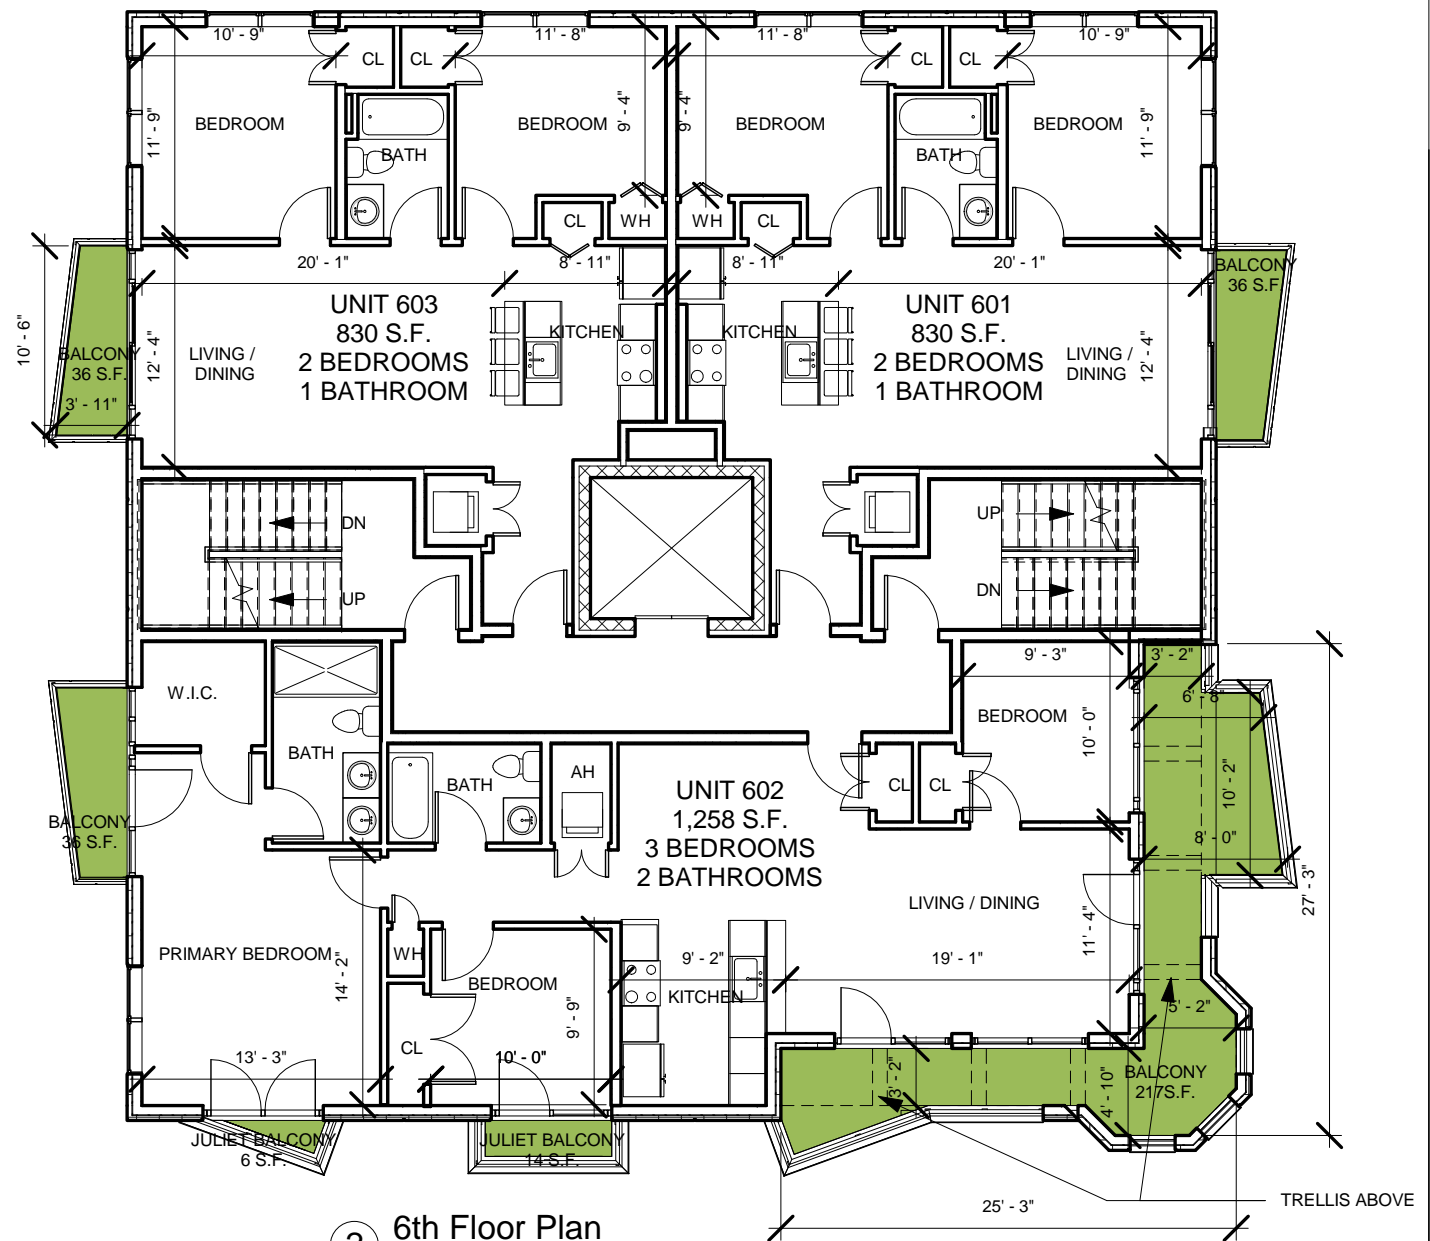 10' - 9"
11' - 8"
11' - 8"
10' - 9"
CL
CL
CL
CL
11' - 9"
BEDROOM
BATH
BEDROOM
9' - 4"
9' - 4"
BEDROOM
BATH
BEDROOM
11' - 9"
CL
WH
WH
CL
20' - 1"
8' - 11"
8' - 11"
20' - 1"
BALCONY
36 S.F.
UNIT 603
830 S.F.
2 BEDROOMS
1 BATHROOM
KITCHEN
KITCHEN
UNIT 601
830 S.F.
2 BEDROOMS
1 BATHROOM
10' - 6"
BALCONY
36 S.F.
3' - 11"
12' - 4"
LIVING /
DINING
LIVING /
DINING
12' - 4"
DN
UP
UP
DN
W.I.C.
BATH
9' - 3"
3' - 2"
6' - 8"
BEDROOM
10' - 0"
BATH
AH
CL
CL
10' - 2"
8' - 0"
27' - 3"
BALCONY
36 S.F.
UNIT 602
1,258 S.F.
3 BEDROOMS
2 BATHROOMS
LIVING / DINING
11' - 4"
PRIMARY BEDROOM
14' - 2"
WH
BEDROOM
9' - 9"
9' - 2"
KITCHEN
19' - 1"
5' - 2"
CL
13' - 3"
10' - 0"
3' - 2"
4' - 10"
BALCONY
217S.F.
JULIET BALCONY
6 S.F.
JULIET BALCONY
14 S.F.
25' - 3"
TRELLIS ABOVE
6th Floor Plan